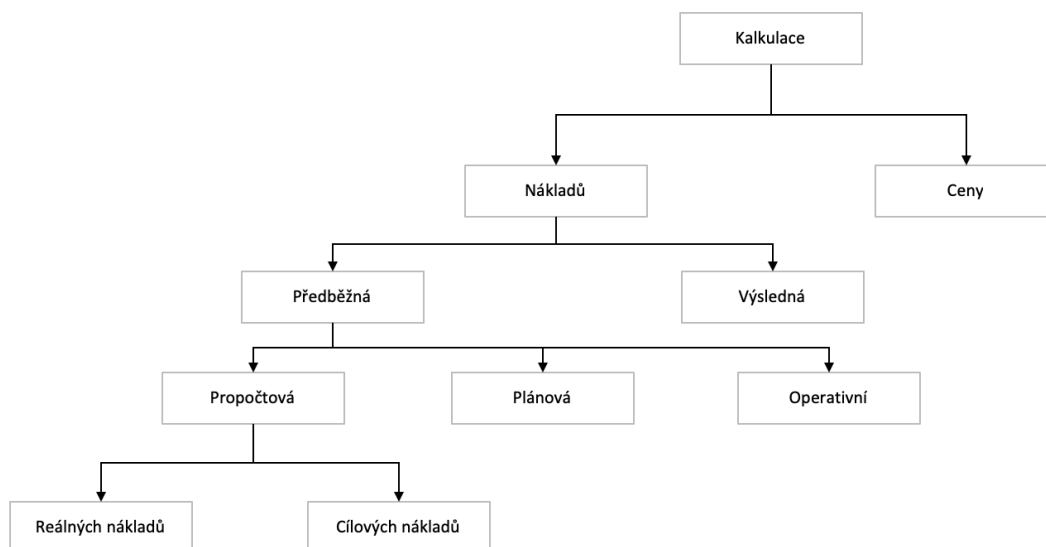 Kalkulace
Nákladů
Ceny
Předběžná
Výsledná
Propočtová
Plánová
Operativní
Reálných nákladů
Cílových nákladů